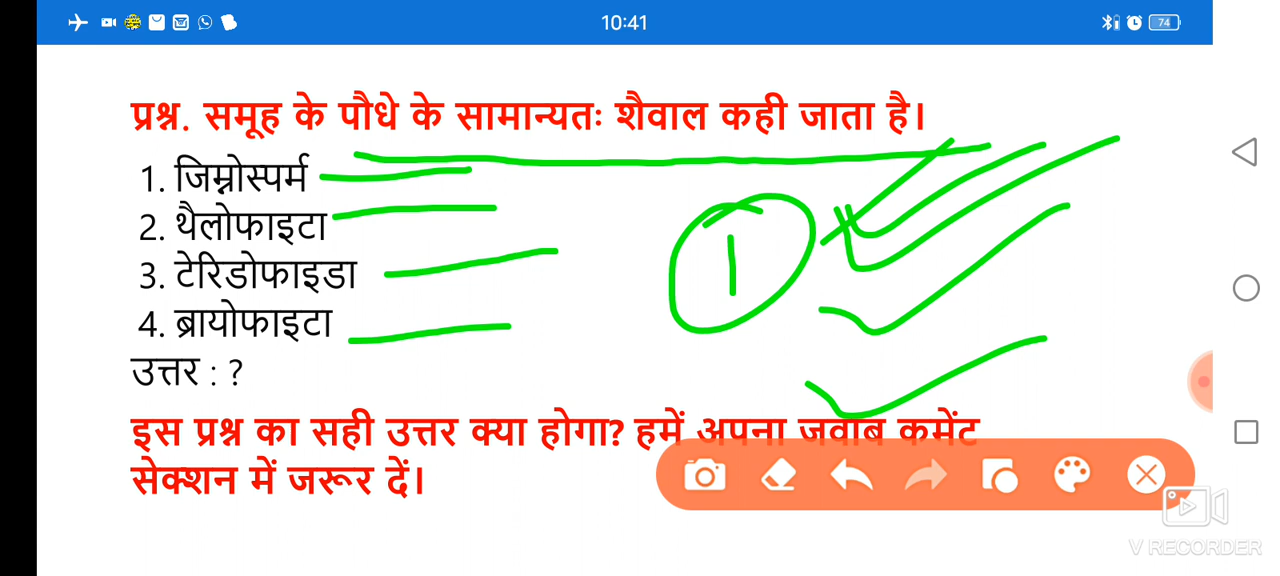 10:41
74
प्रश्न. समूह के पौधे के सामान्यतः शैवाल कही जाता है।
1. जिम्नोस्पर्म
2. थैलोफाइटा
3. टेरिडोफाइडा
4. ब्रायोफाइटा
1
उत्तर : ?
इस प्रश्न का सही उत्तर क्या होगा? हमें अपना जवाब कमेंट
सेक्शन में जरूर दें।
V RECORDER